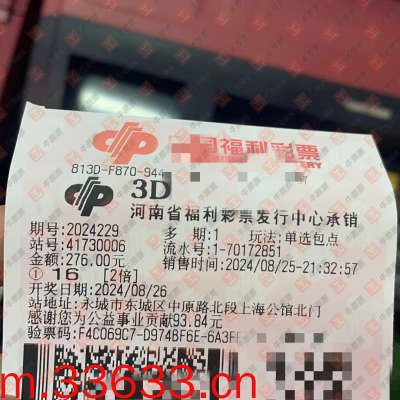 国福利彩票
813D-F870-944
3D
河南省福利彩票发行中心承销
期号:2024229 多 期:1 玩法:单选包点
站号:41730006 流水号:1-70172851
金额:276.00元 销售时间:2024/08/25-21:32:57
① 16 [2倍]
开奖日期:2024/08/26
站地址:永城市东城区中原路北段上海公馆北门
感谢您为公益事业贡献93.84元
验票码:F4C069C7-D974BF6E-6A3F
m.33633.cn